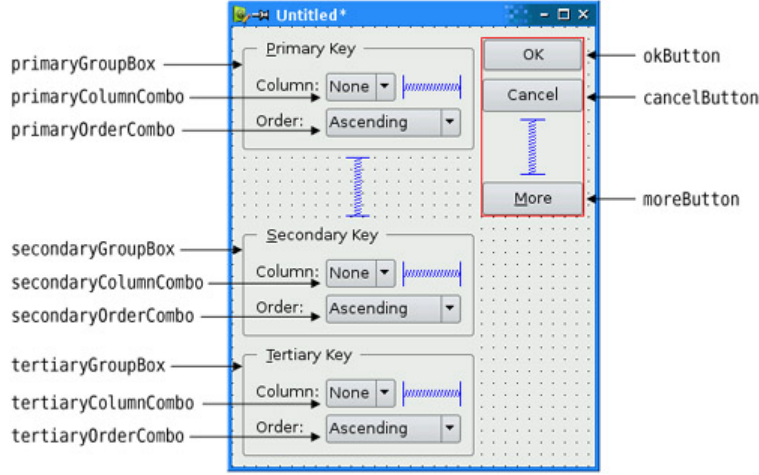 Untitled*
primaryGroupBox
Primary Key
OK
okButton
primaryColumnCombo
Column: None
Cancel
cancelButton
primaryOrderCombo
Order: Ascending
More
moreButton
secondaryGroupBox
Secondary Key
secondaryColumnCombo
Column: None
secondaryOrderCombo
Order: Ascending
tertiaryGroupBox
Tertiary Key
tertiaryColumnCombo
Column: None
tertiaryOrderCombo
Order: Ascending